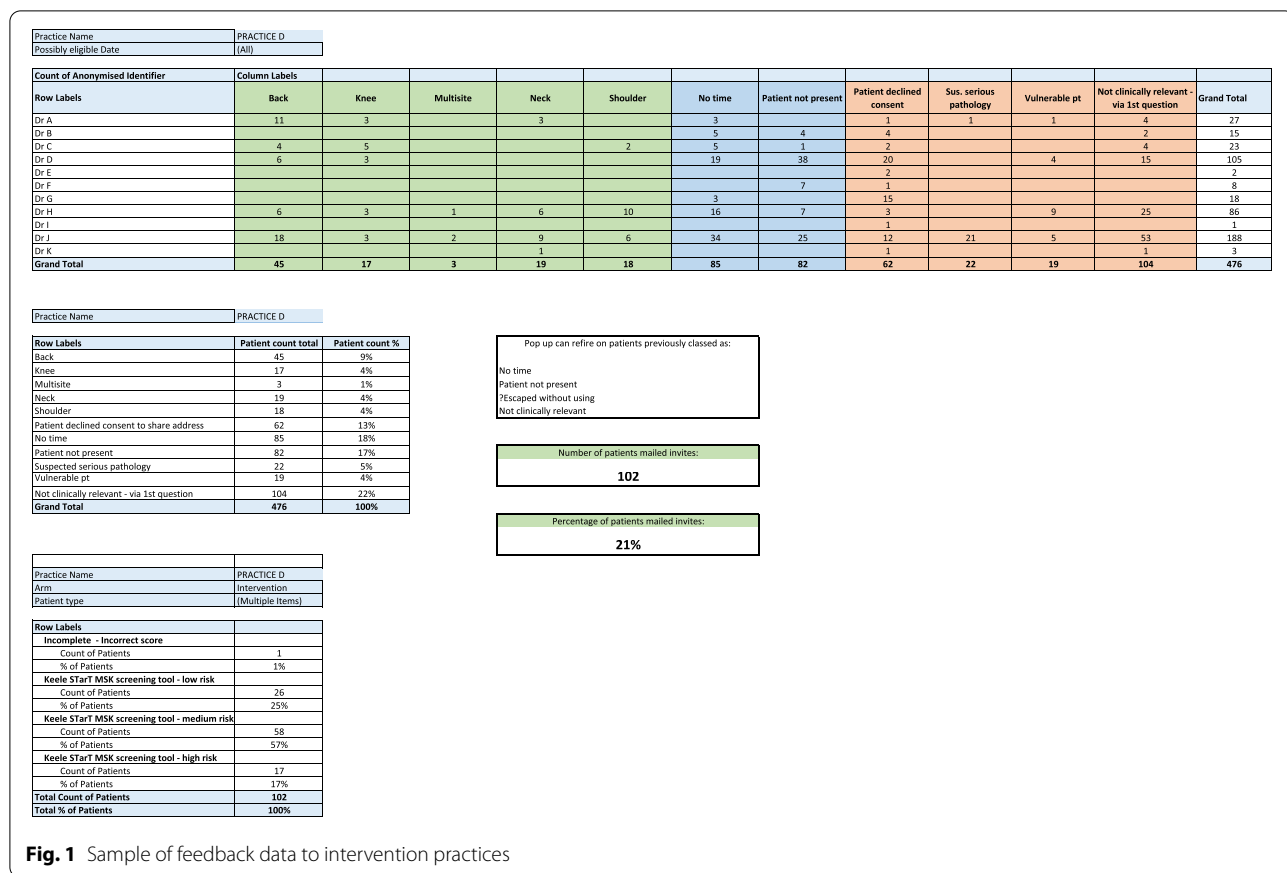 Practice Name PRACTICE D
Possibly eligible Date (All)
Count of Anonymised Identifier Column Labels
Row Labels Back Knee Multisite Neck Shoulder No time Patient not present Patient declined consent Sus. serious pathology Vulnerable pt Not clinically relevant - via 1st question Grand Total
Dr A 11 3 3 3 1 1 1 4 27
Dr B 5 4 4 2 15
Dr C 4 5 2 5 1 2 4 23
Dr D 6 3 19 38 20 4 15 105
Dr E 2 2
Dr F 7 1 8
Dr G 3 15 18
Dr H 6 3 1 6 10 16 7 3 9 25 86
Dr I 1 1
Dr J 18 3 2 9 6 34 25 12 21 5 53 188
Dr K 1 1 1 3
Grand Total 45 17 3 19 18 85 82 62 22 19 104 476
Practice Name PRACTICE D
Row Labels Patient count total Patient count %
Back 45 9%
Knee 17 4%
Multisite 3 1%
Neck 19 4%
Shoulder 18 4%
Patient declined consent to share address 62 13%
No time 85 18%
Patient not present 82 17%
Suspected serious pathology 22 5%
Vulnerable pt 19 4%
Not clinically relevant - via 1st question 104 22%
Grand Total 476 100%
Pop up can refire on patients previously classed as:
No time
Patient not present
?Escaped without using
Not clinically relevant
Number of patients mailed invites:
102
Percentage of patients mailed invites:
21%
Practice Name PRACTICE D
Arm Intervention
Patient type (Multiple Items)
Row Labels
Incomplete - Incorrect score
Count of Patients 1
% of Patients 1%
Keele STarT MSK screening tool - low risk
Count of Patients 26
% of Patients 25%
Keele STarT MSK screening tool - medium risk
Count of Patients 58
% of Patients 57%
Keele STarT MSK screening tool - high risk
Count of Patients 17
% of Patients 17%
Total Count of Patients 102
Total % of Patients 100%
Fig. 1 Sample of feedback data to intervention practices